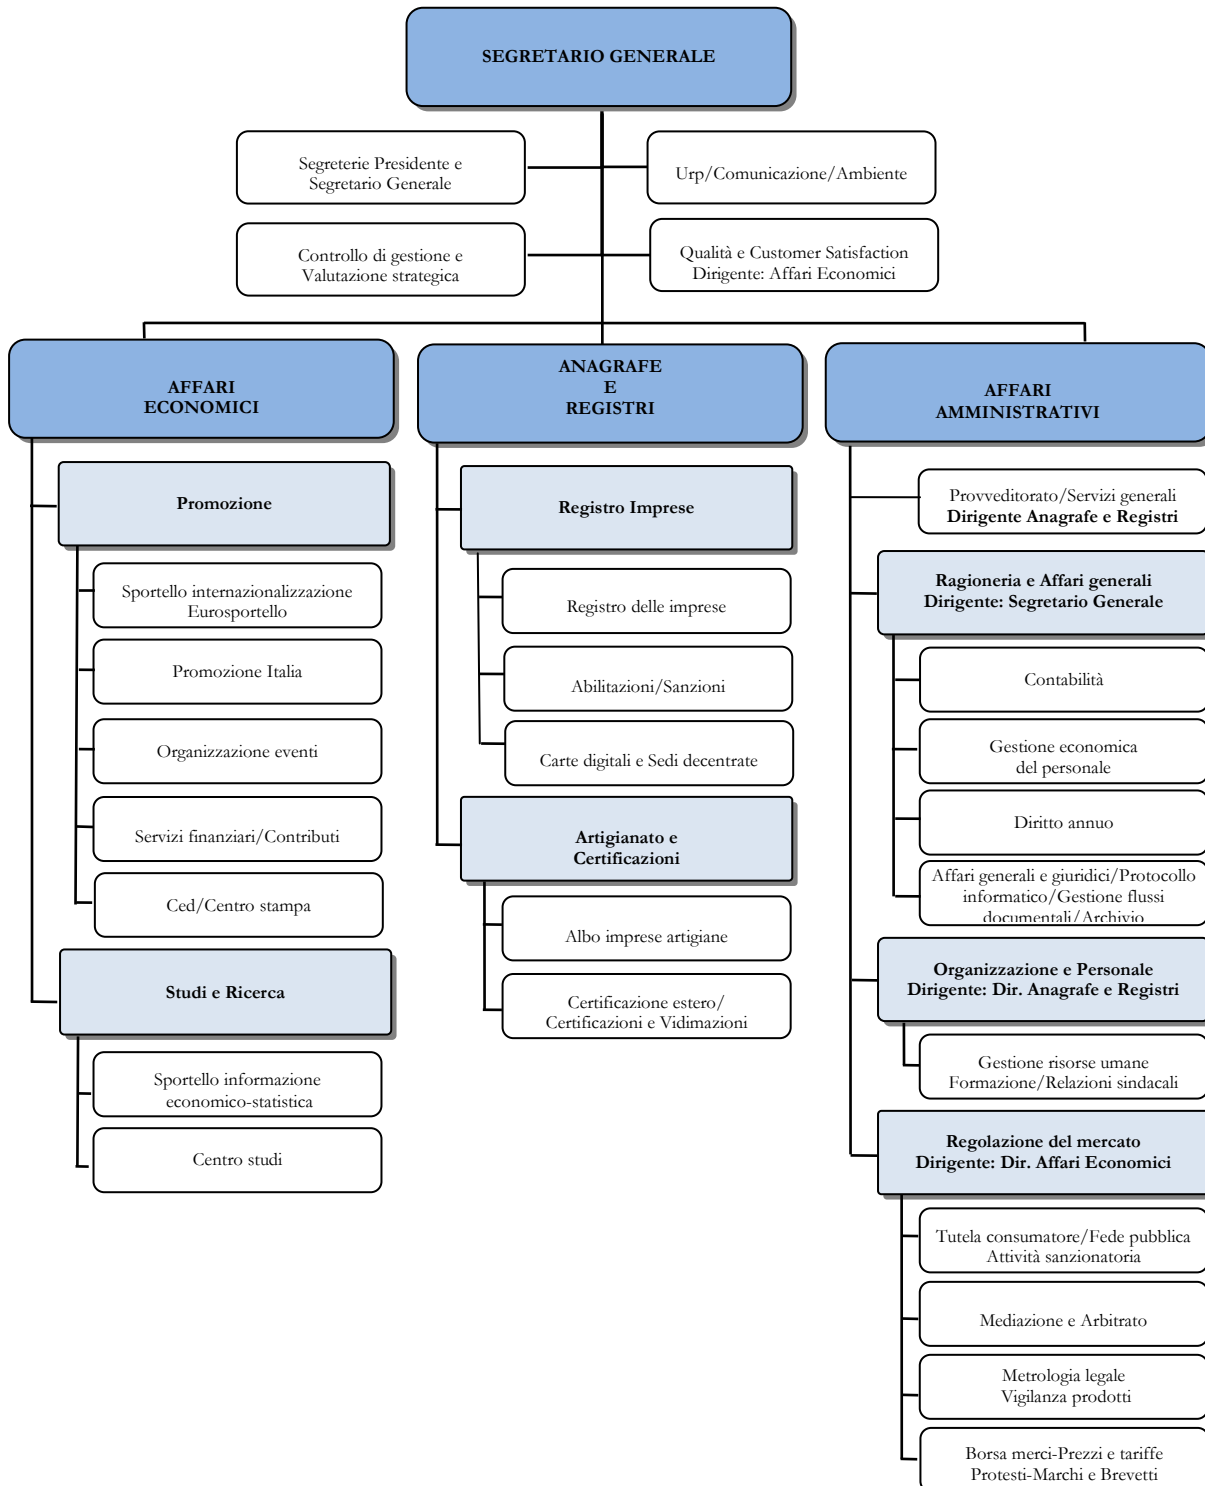 SEGRETARIO GENERALE
Segreterie Presidente e
Segretario Generale
Urp/Comunicazione/Ambiente
Controllo di gestione e
Valutazione strategica
Qualità e Customer Satisfaction
Dirigente: Affari Economici
AFFARI
ECONOMICI
Promozione
Sportello internazionalizzazione
Eurosportello
Promozione Italia
Organizzazione eventi
Servizi finanziari/Contributi
Ced/Centro stampa
Studi e Ricerca
Sportello informazione
economico-statistica
Centro studi
ANAGRAFE
E
REGISTRI
Registro Imprese
Registro delle imprese
Abilitazioni/Sanzioni
Carte digitali e Sedi decentrate
Artigianato e
Certificazioni
Albo imprese artigiane
Certificazione estero/
Certificazioni e Vidimazioni
AFFARI
AMMINISTRATIVI
Provveditorato/Servizi generali
Dirigente Anagrafe e Registri
Ragioneria e Affari generali
Dirigente: Segretario Generale
Contabilità
Gestione economica
del personale
Diritto annuo
Affari generali e giuridici/Protocollo
informatico/Gestione flussi
documentali/Archivio
Organizzazione e Personale
Dirigente: Dir. Anagrafe e Registri
Gestione risorse umane
Formazione/Relazioni sindacali
Regolazione del mercato
Dirigente: Dir. Affari Economici
Tutela consumatore/Fede pubblica
Attività sanzionatoria
Mediazione e Arbitrato
Metrologia legale
Vigilanza prodotti
Borsa merci-Prezzi e tariffe
Protesti-Marchi e Brevetti